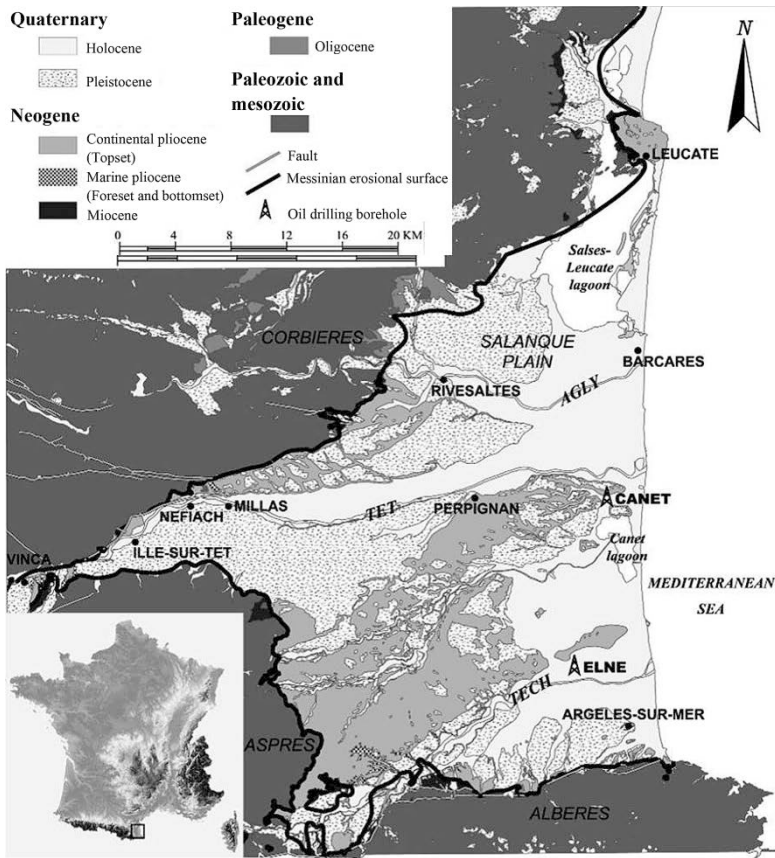 Quaternary
Holocene
Pleistocene
Neogene
Continental pliocene
(Topset)
Marine pliocene
(Foreset and bottomset)
Miocene
Paleogene
Oligocene
Paleozoic and
mesozoic
Fault
Messinian erosional surface
Oil drilling borehole
0 4 8 12 16 20 KM
N
LEUCATE
Salses-
Leucate
lagoon
CORBIERES
SALANQUE
PLAIN
BARCARES
RIVESALTES
AGLY
CANET
NEFIACH
MILLAS
TET
PERPIGNAN
ILLE-SUR-TET
Canet
lagoon
VINCA
MEDITERRANEAN
SEA
ELNE
TECH
ARGELES-SUR-MER
ASPRES
ALBERES